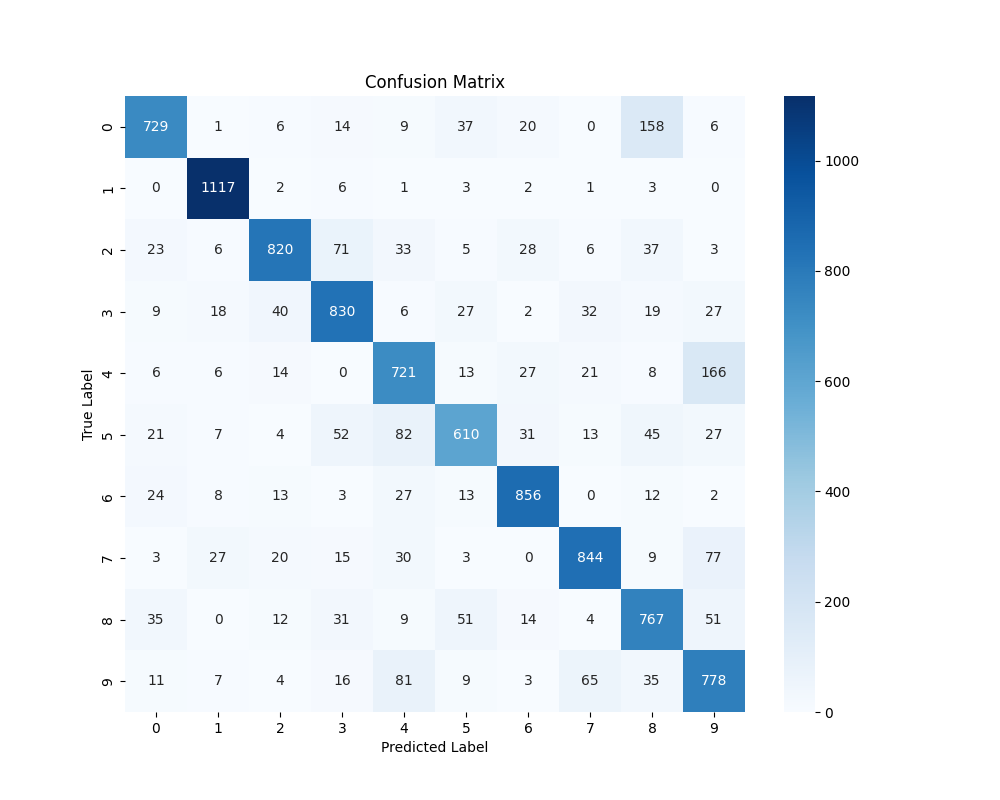 Confusion Matrix
0 729 1 6 14 9 37 20 0 158 6
1 0 1117 2 6 1 3 2 1 3 0
2 23 6 820 71 33 5 28 6 37 3
3 9 18 40 830 6 27 2 32 19 27
4 6 6 14 0 721 13 27 21 8 166
5 21 7 4 52 82 610 31 13 45 27
6 24 8 13 3 27 13 856 0 12 2
7 3 27 20 15 30 3 0 844 9 77
8 35 0 12 31 9 51 14 4 767 51
9 11 7 4 16 81 9 3 65 35 778
0 1 2 3 4 5 6 7 8 9
Predicted Label
True Label
1000
800
600
400
200
0